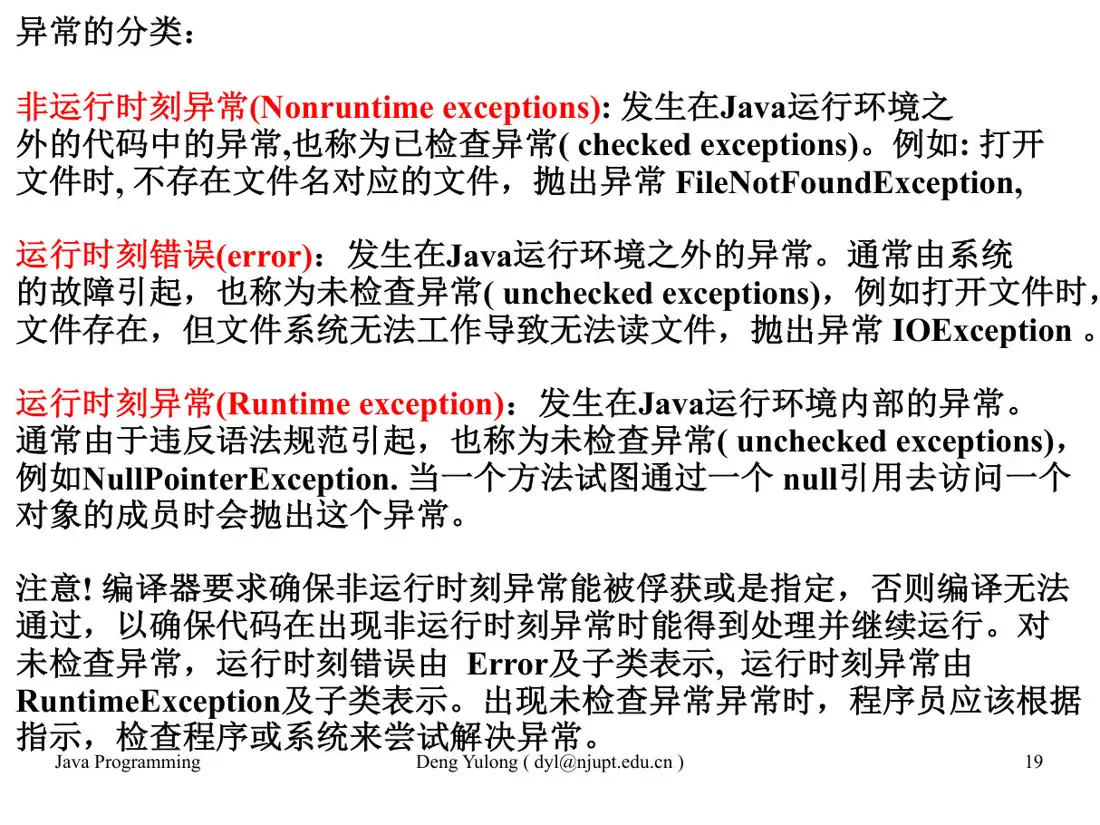 异常的分类：
非运行时刻异常(Nonruntime exceptions): 发生在Java运行环境之
外的代码中的异常,也称为已检查异常( checked exceptions)。例如: 打开
文件时, 不存在文件名对应的文件，抛出异常 FileNotFoundException,
运行时刻错误(error)：发生在Java运行环境之外的异常。通常由系统
的故障引起，也称为未检查异常( unchecked exceptions)，例如打开文件时，
文件存在，但文件系统无法工作导致无法读文件，抛出异常 IOException 。
运行时刻异常(Runtime exception)：发生在Java运行环境内部的异常。
通常由于违反语法规范引起，也称为未检查异常( unchecked exceptions)，
例如NullPointerException. 当一个方法试图通过一个 null引用去访问一个
对象的成员时会抛出这个异常。
注意! 编译器要求确保非运行时刻异常能被俘获或是指定，否则编译无法
通过，以确保代码在出现非运行时刻异常时能得到处理并继续运行。对
未检查异常，运行时刻错误由 Error及子类表示, 运行时刻异常由
RuntimeException及子类表示。出现未检查异常异常时，程序员应该根据
指示，检查程序或系统来尝试解决异常。
Java Programming Deng Yulong ( dyl@njupt.edu.cn ) 19